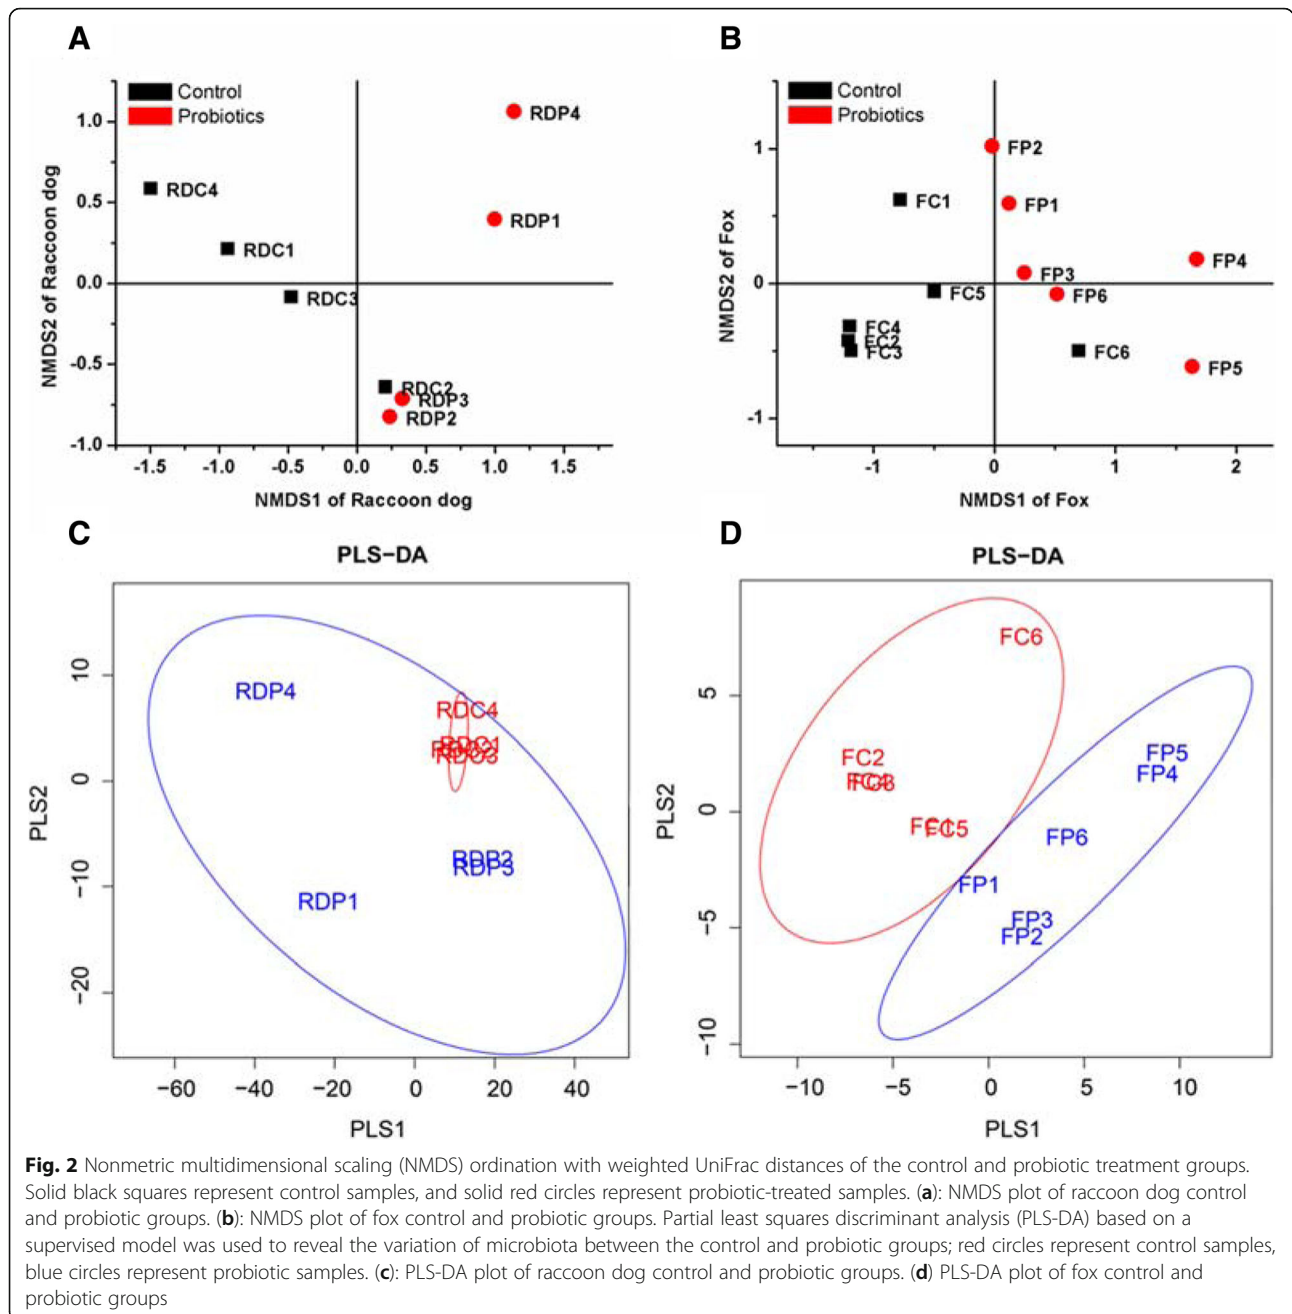 A
Control
Probiotics
1.0
0.5
0.0
-0.5
-1.0
-1.5
-1.0
-0.5
0.0
0.5
1.0
1.5
RDP4
RDC4
RDP1
RDC1
RDC3
RDC2
RDP3
RDP2
NMDS2 of Raccoon dog
NMDS1 of Raccoon dog
B
Control
Probiotics
1
0
-1
-1
0
1
2
FP2
FC1
FP1
FP4
FP3
FC5
FP6
FC4
FC2
FC3
FC6
FP5
NMDS2 of Fox
NMDS1 of Fox
C
PLS−DA
10
0
−10
−20
−60
−40
−20
0
20
40
RDP4
RDC4
RDC1
RDC3
RDP2
RDP3
RDP1
PLS2
PLS1
D
PLS−DA
5
0
−5
−10
−10
−5
0
5
10
FC6
FC2
FC1
FC5
FP5
FP4
FP6
FP1
FP3
FP2
PLS2
PLS1
Fig. 2 Nonmetric multidimensional scaling (NMDS) ordination with weighted UniFrac distances of the control and probiotic treatment groups.
Solid black squares represent control samples, and solid red circles represent probiotic-treated samples. (a): NMDS plot of raccoon dog control
and probiotic groups. (b): NMDS plot of fox control and probiotic groups. Partial least squares discriminant analysis (PLS-DA) based on a
supervised model was used to reveal the variation of microbiota between the control and probiotic groups; red circles represent control samples,
blue circles represent probiotic samples. (c): PLS-DA plot of raccoon dog control and probiotic groups. (d) PLS-DA plot of fox control and
probiotic groups